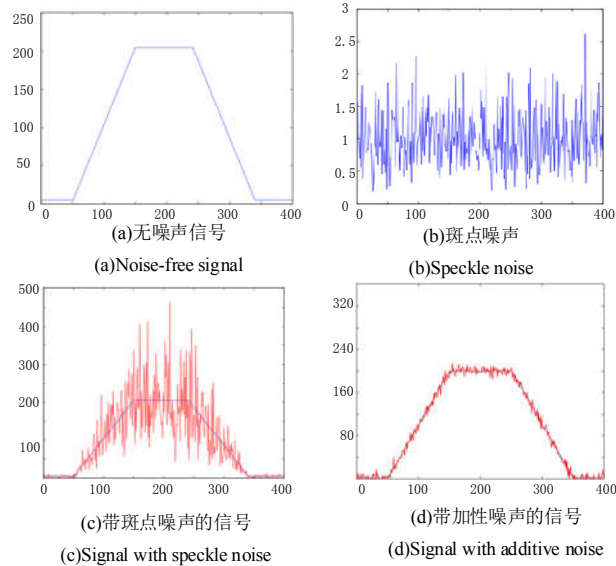 250
200
150
100
50
0
0 100 200 300 400
(a)无噪声信号
(a)Noise-free signal
3
2.5
2
1.5
1
0.5
0
0 100 200 300 400
(b)斑点噪声
(b)Speckle noise
500
400
300
200
100
0 100 200 300 400
(c)带斑点噪声的信号
(c)Signal with speckle noise
320
240
160
80
0 100 200 300 400
(d)带加性噪声的信号
(d)Signal with additive noise